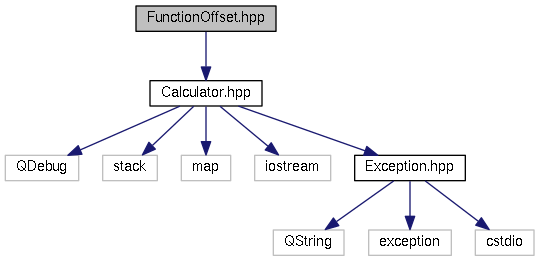 FunctionOffset.hpp
Calculator.hpp
QDebug
stack
map
iostream
Exception.hpp
QString
exception
cstdio